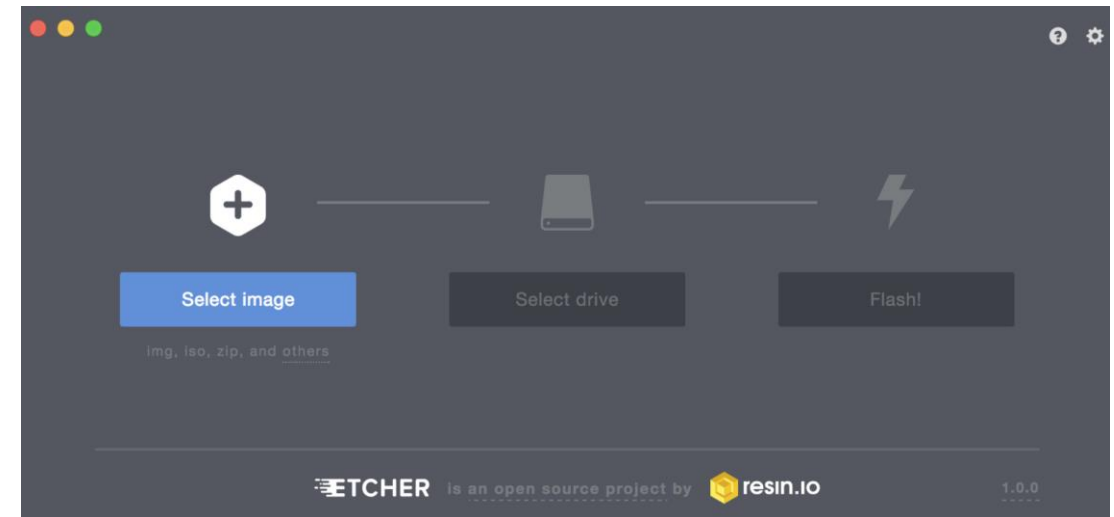 Select image
Select drive
Flash!
img, iso, zip, and others
ETCHER is an open source project by resin.io
1.0.0